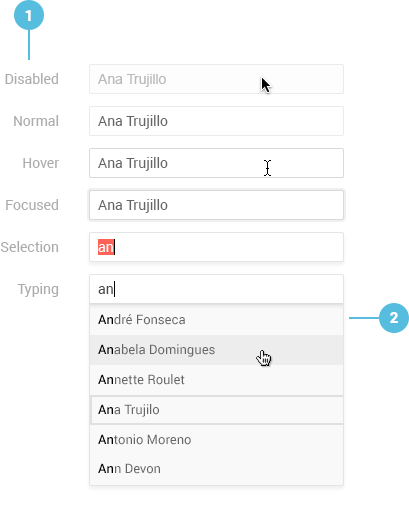 1
Disabled Ana Trujillo
Normal Ana Trujillo
Hover Ana Trujillo
Focused Ana Trujillo
Selection an
Typing an
2
André Fonseca
Anabela Domingues
Annette Roulet
Ana Trujilo
Antonio Moreno
Ann Devon